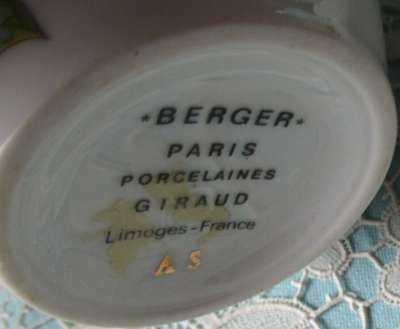 *BERGER*
PARIS
PORCELAINES
GIRAUD
Limoges-France
AS